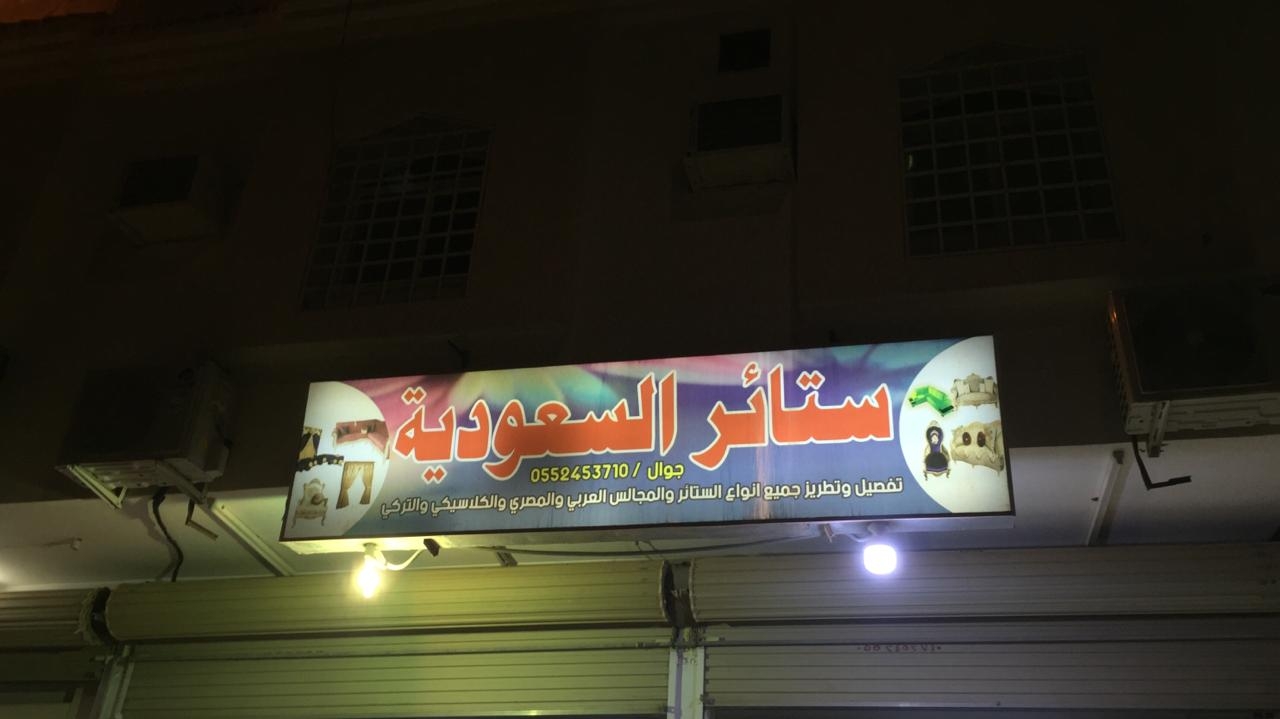 ستائر السعودية
جوال / 0552453710
تفصيل وتطريز جميع انواع الستائر والمجالس العربي والمصري والكلاسيكي والتركي